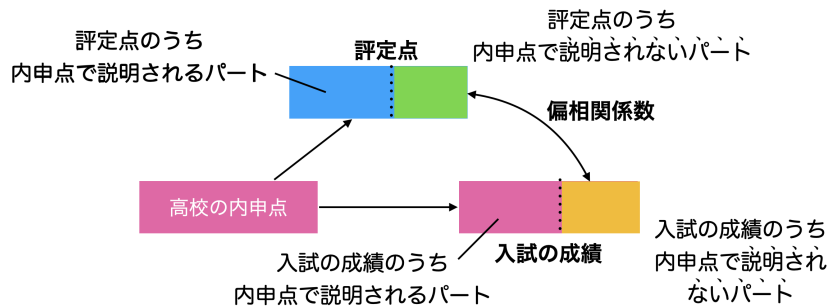 評定点のうち
内申点で説明されるパート
評定点
評定点のうち
内申点で説明されないパート
偏相関係数
高校の内申点
入試の成績のうち
内申点で説明されるパート
入試の成績
入試の成績のうち
内申点で説明され
ないパート